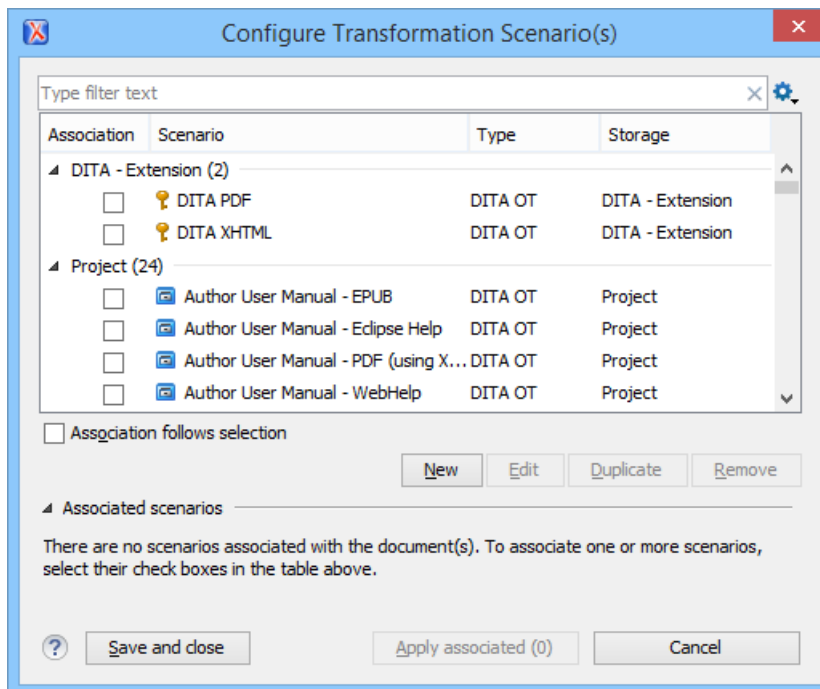 Configure Transformation Scenario(s)
Type filter text
Association Scenario Type Storage
DITA - Extension (2)
DITA PDF DITA OT DITA - Extension
DITA XHTML DITA OT DITA - Extension
Project (24)
Author User Manual - EPUB DITA OT Project
Author User Manual - Eclipse Help DITA OT Project
Author User Manual - PDF (using X... DITA OT Project
Author User Manual - WebHelp DITA OT Project
Association follows selection
New Edit Duplicate Remove
Associated scenarios
There are no scenarios associated with the document(s). To associate one or more scenarios,
select their check boxes in the table above.
? Save and close Apply associated (0) Cancel